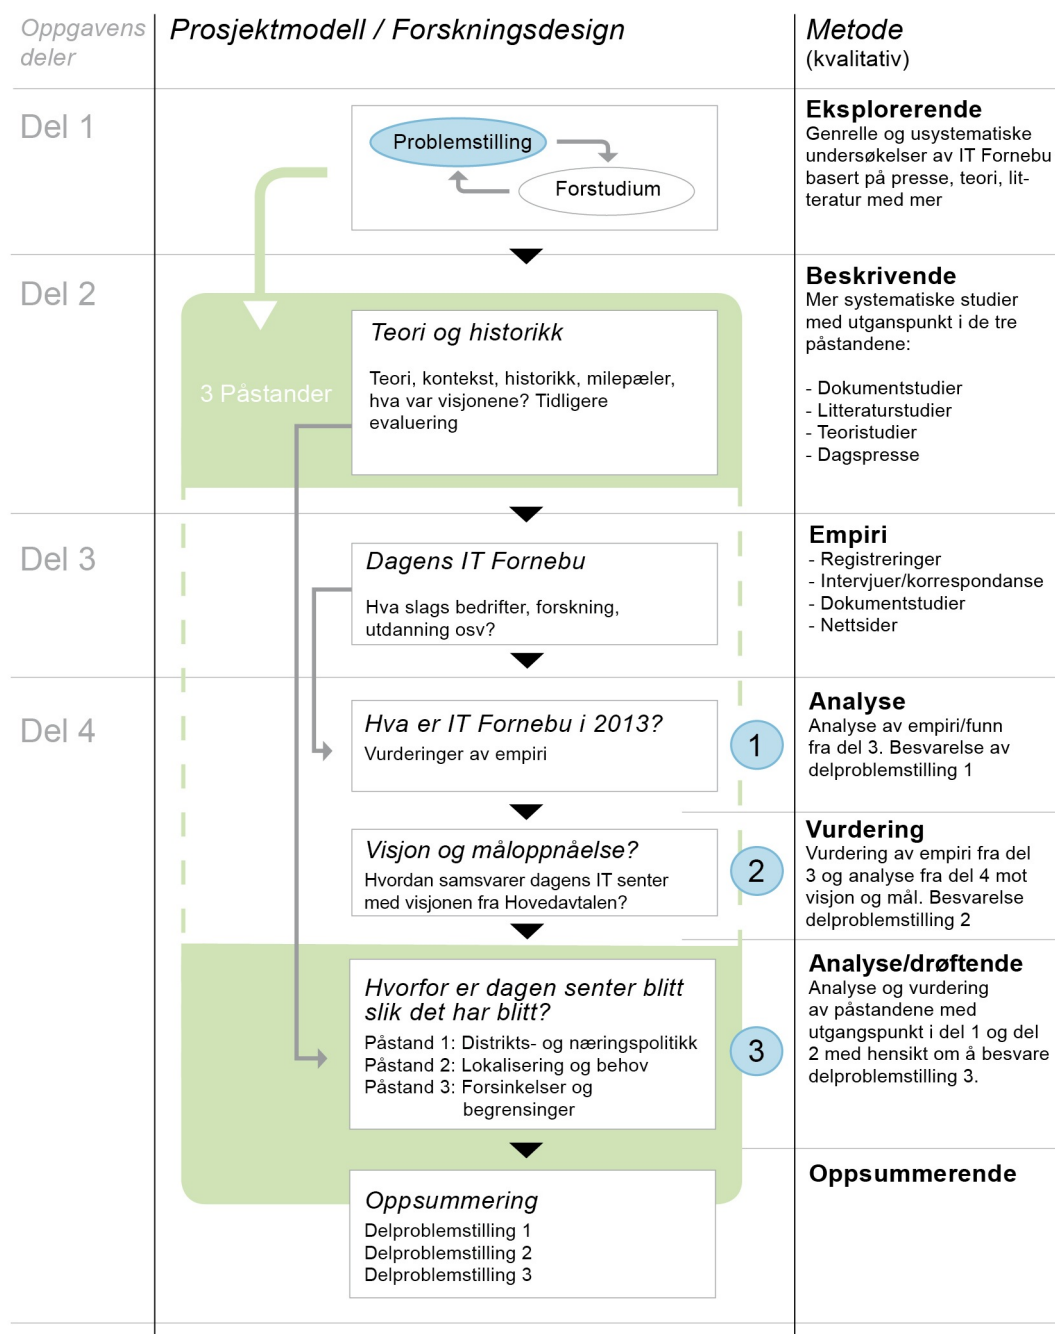 Oppgavens
deler
Prosjektmodell / Forskningsdesign
Metode
(kvalitativ)
Del 1
Problemstilling
Forstudium
Eksplorerende
Genrelle og usystematiske
undersøkelser av IT Fornebu
basert på presse, teori, lit-
teratur med mer
Del 2
3 Påstander
Teori og historikk
Teori, kontekst, historikk, milepæler,
hva var visjonene? Tidligere
evaluering
Beskrivende
Mer systematiske studier
med utganspunkt i de tre
påstandene:
- Dokumentstudier
- Litteraturstudier
- Teoristudier
- Dagspresse
Del 3
Dagens IT Fornebu
Hva slags bedrifter, forskning,
utdanning osv?
Empiri
- Registreringer
- Intervjuer/korrespondanse
- Dokumentstudier
- Nettsider
Del 4
Hva er IT Fornebu i 2013?
Vurderinger av empiri
1
Analyse
Analyse av empiri/funn
fra del 3. Besvarelse av
delproblemstilling 1
Visjon og måloppnåelse?
Hvordan samsvarer dagens IT senter
med visjonen fra Hovedavtalen?
2
Vurdering
Vurdering av empiri fra del
3 og analyse fra del 4 mot
visjon og mål. Besvarelse
delproblemstilling 2
Hvorfor er dagen senter blitt
slik det har blitt?
Påstand 1: Distrikts- og næringspolitikk
Påstand 2: Lokalisering og behov
Påstand 3: Forsinkelser og
begrensinger
3
Analyse/drøftende
Analyse og vurdering
av påstandene med
utgangspunkt i del 1 og del
2 med hensikt om å besvare
delproblemstilling 3.
Oppsummering
Delproblemstilling 1
Delproblemstilling 2
Delproblemstilling 3
Oppsummerende